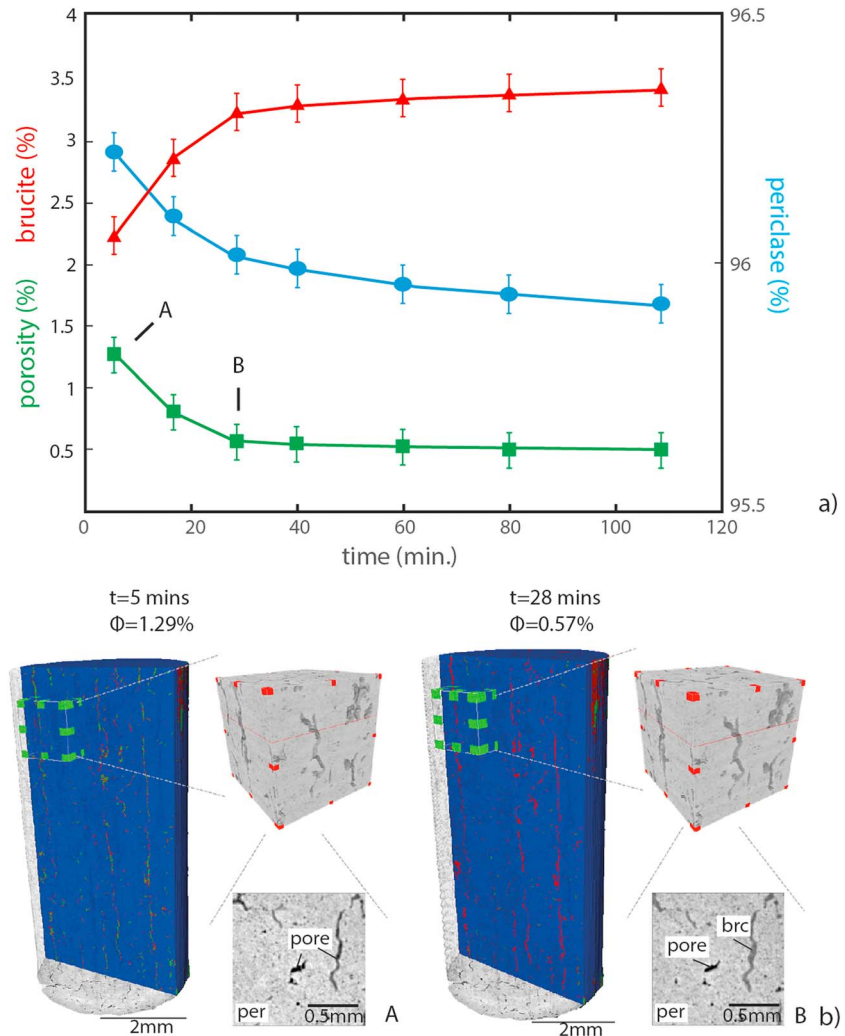 4
3.5
3
2.5
2
1.5
1
0.5
brucite (%)
porosity (%)
96.5
96
95.5
periclase (%)
A
B
0
20
40
60
80
100
120
time (min.)
a)
t=5 mins
Φ=1.29%
t=28 mins
Φ=0.57%
pore
per
0.5mm
A
2mm
brc
pore
per
0.5mm
B
b)
2mm